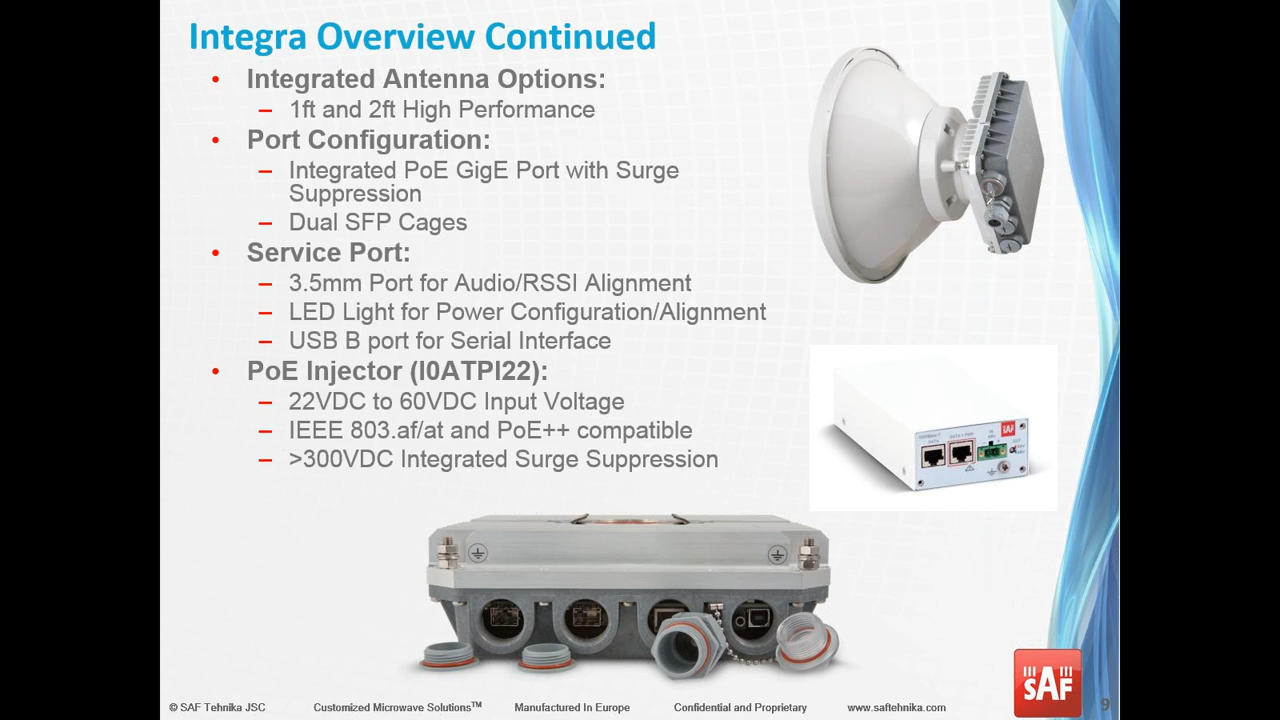 Integra Overview Continued
• Integrated Antenna Options:
– 1ft and 2ft High Performance
• Port Configuration:
– Integrated PoE GigE Port with Surge
Suppression
– Dual SFP Cages
• Service Port:
– 3.5mm Port for Audio/RSSI Alignment
– LED Light for Power Configuration/Alignment
– USB B port for Serial Interface
• PoE Injector (I0ATPI22):
– 22VDC to 60VDC Input Voltage
– IEEE 803.af/at and PoE++ compatible
– >300VDC Integrated Surge Suppression
DATA
DATA + PWR
SAF
SAF
© SAF Tehnika JSC
Customized Microwave Solutions™
Manufactured In Europe
Confidential and Proprietary
www.saftehnika.com
9